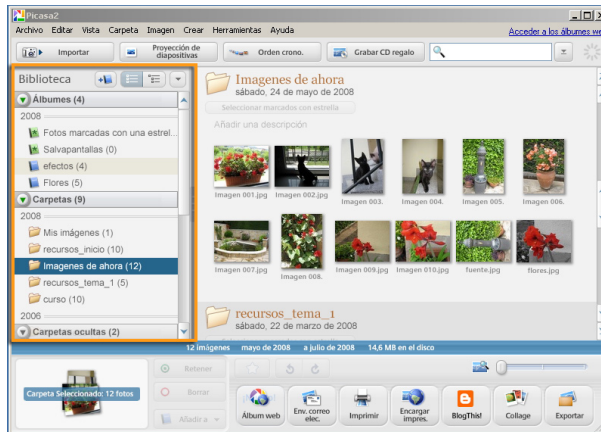 Picasa2
Archivo Editar Vista Carpeta Imagen Crear Herramientas Ayuda
Acceder a los álbumes we
Importar
Proyección de
diapositivas
Orden crono.
Grabar CD regalo
Biblioteca
Álbumes (4)
2008
Fotos marcadas con una estrel...
Salvapantallas (0)
efectos (4)
Flores (5)
Carpetas (9)
2008
Mis imágenes (1)
recursos_inicio (10)
Imagenes de ahora (12)
recursos_tema_1 (5)
curso (10)
2006
Carpetas ocultas (2)
Imagenes de ahora
sábado, 24 de mayo de 2008
Seleccionar marcados con estrella
Añadir una descripción
Imagen 001.jpg Imagen 002.jpg Imagen 003. Imagen 004. Imagen 005. Imagen 006.
Imagen 007.jpg Imagen 008. Imagen 009.jpg Imagen 010.jpg fuente.jpg flores.jpg
recursos_tema_1
sábado, 22 de marzo de 2008
12 imágenes mayo de 2008 a julio de 2008 14,6 MB en el disco
Carpeta Seleccionado: 12 fotos
Retener
Borrar
Añadir a
Álbum web
Env. correo
elec.
Imprimir
Encargar
impres.
BlogThis!
Collage
Exportar